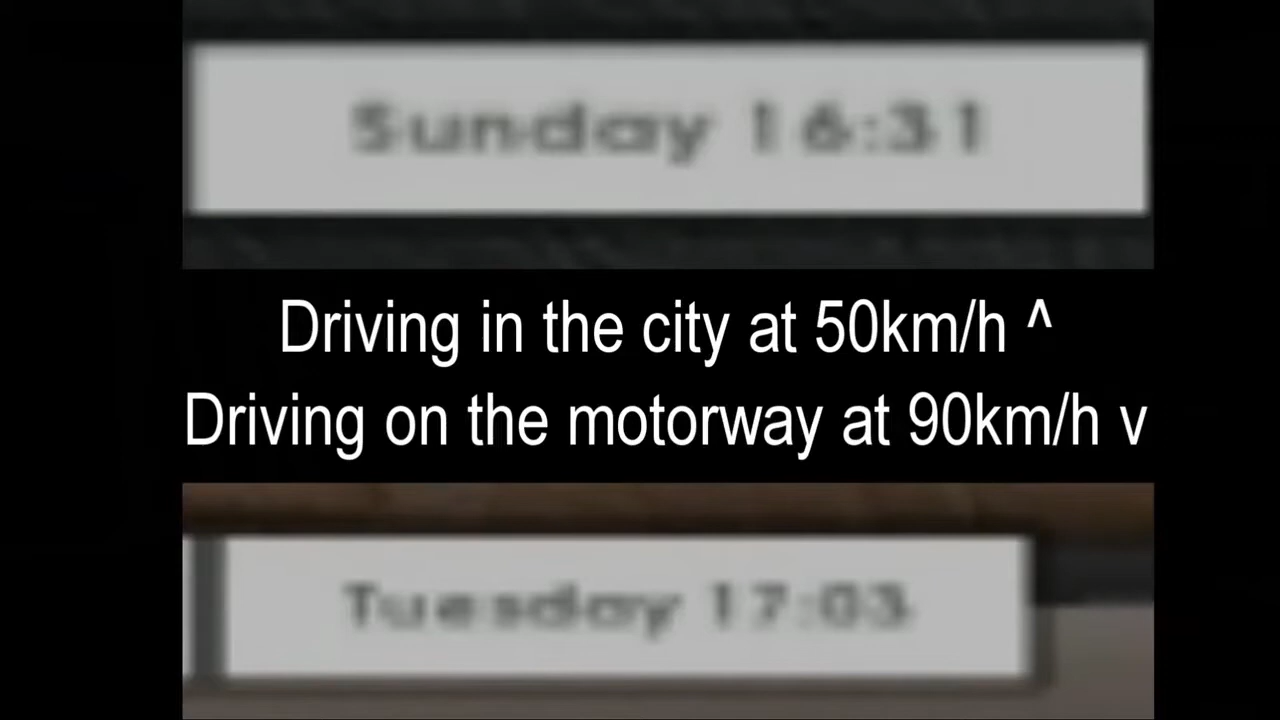 Sunday 16:31
Driving in the city at 50km/h ^
Driving on the motorway at 90km/h v
Tuesday 17:03